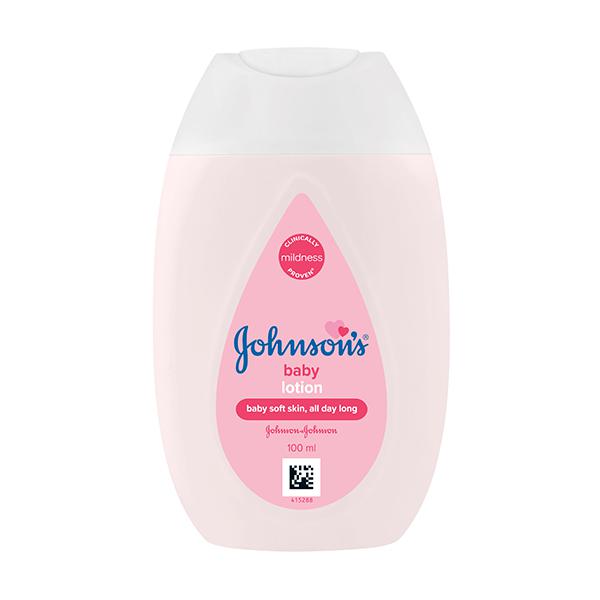 CLINICALLY
mildness
PROVEN*
Johnson's®
baby
lotion
baby soft skin, all day long
Johnson & Johnson
100 ml
415288